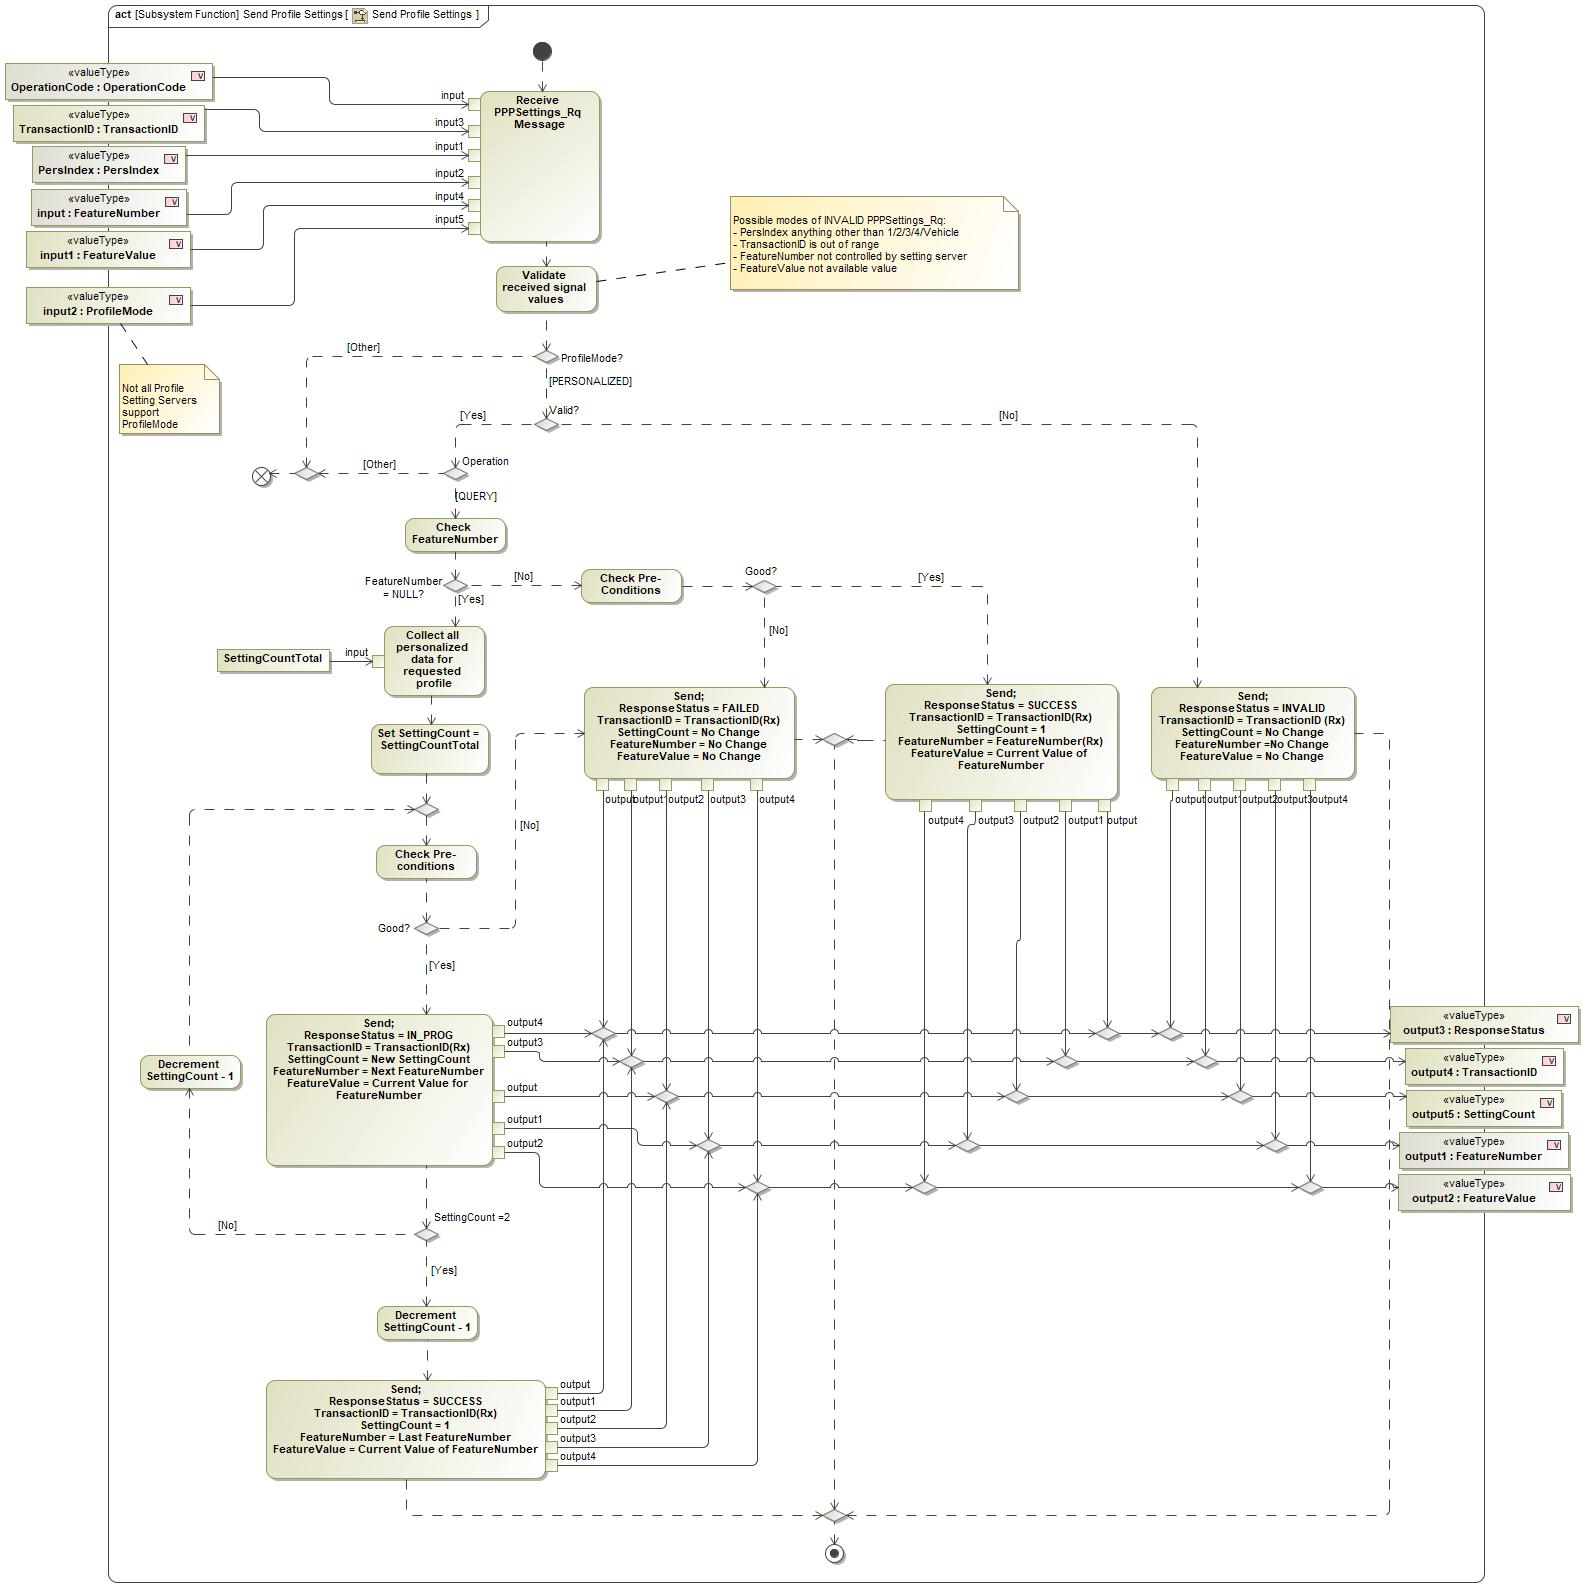 act [Subsystem Function] Send Profile Settings [ Send Profile Settings ]
«valueType»
OperationCode : OperationCode
«valueType»
TransactionID : TransactionID
«valueType»
PersIndex : PersIndex
«valueType»
input : FeatureNumber
«valueType»
input1 : FeatureValue
«valueType»
input2 : ProfileMode
V
V
V
V
V
V
input
input3
input1
input2
input4
input5
Receive
PPPSettings_Rq
Message
Validate
received signal
values
Possible modes of INVALID PPPSettings_Rq:
- PersIndex anything other than 1/2/3/4/Vehicle
- TransactionID is out of range
- FeatureNumber not controlled by setting server
- FeatureValue not available value
Not all Profile
Setting Servers
support
ProfileMode
[Other]
ProfileMode?
[PERSONALIZED]
Valid?
[Yes]
[No]
[Other]
Operation
[QUERY]
Check
FeatureNumber
FeatureNumber
= NULL?
[No]
[Yes]
Check Pre-
Conditions
Good?
[Yes]
[No]
SettingCountTotal
input
Collect all
personalized
data for
requested
profile
Set SettingCount =
SettingCountTotal
Send;
ResponseStatus = FAILED
TransactionID = TransactionID(Rx)
SettingCount = No Change
FeatureNumber = No Change
FeatureValue = No Change
output
output1
output2
output3
output4
Send;
ResponseStatus = SUCCESS
TransactionID = TransactionID(Rx)
SettingCount = 1
FeatureNumber = FeatureNumber(Rx)
FeatureValue = Current Value of
FeatureNumber
output4
output3
output2
output1
output
Send;
ResponseStatus = INVALID
TransactionID = TransactionID (Rx)
SettingCount = No Change
FeatureNumber =No Change
FeatureValue = No Change
output
output1
output2
output3
output4
[No]
Check Pre-
conditions
Good?
[Yes]
Send;
ResponseStatus = IN_PROG
TransactionID = TransactionID(Rx)
SettingCount = New SettingCount
FeatureNumber = Next FeatureNumber
FeatureValue = Current Value for
FeatureNumber
output4
output3
output
output1
output2
Decrement
SettingCount - 1
«valueType»
output3 : ResponseStatus
«valueType»
output4 : TransactionID
«valueType»
output5 : SettingCount
«valueType»
output1 : FeatureNumber
«valueType»
output2 : FeatureValue
V
V
V
V
V
SettingCount =2
[No]
[Yes]
Decrement
SettingCount - 1
Send;
ResponseStatus = SUCCESS
TransactionID = TransactionID(Rx)
SettingCount = 1
FeatureNumber = Last FeatureNumber
FeatureValue = Current Value of FeatureNumber
output
output1
output2
output3
output4